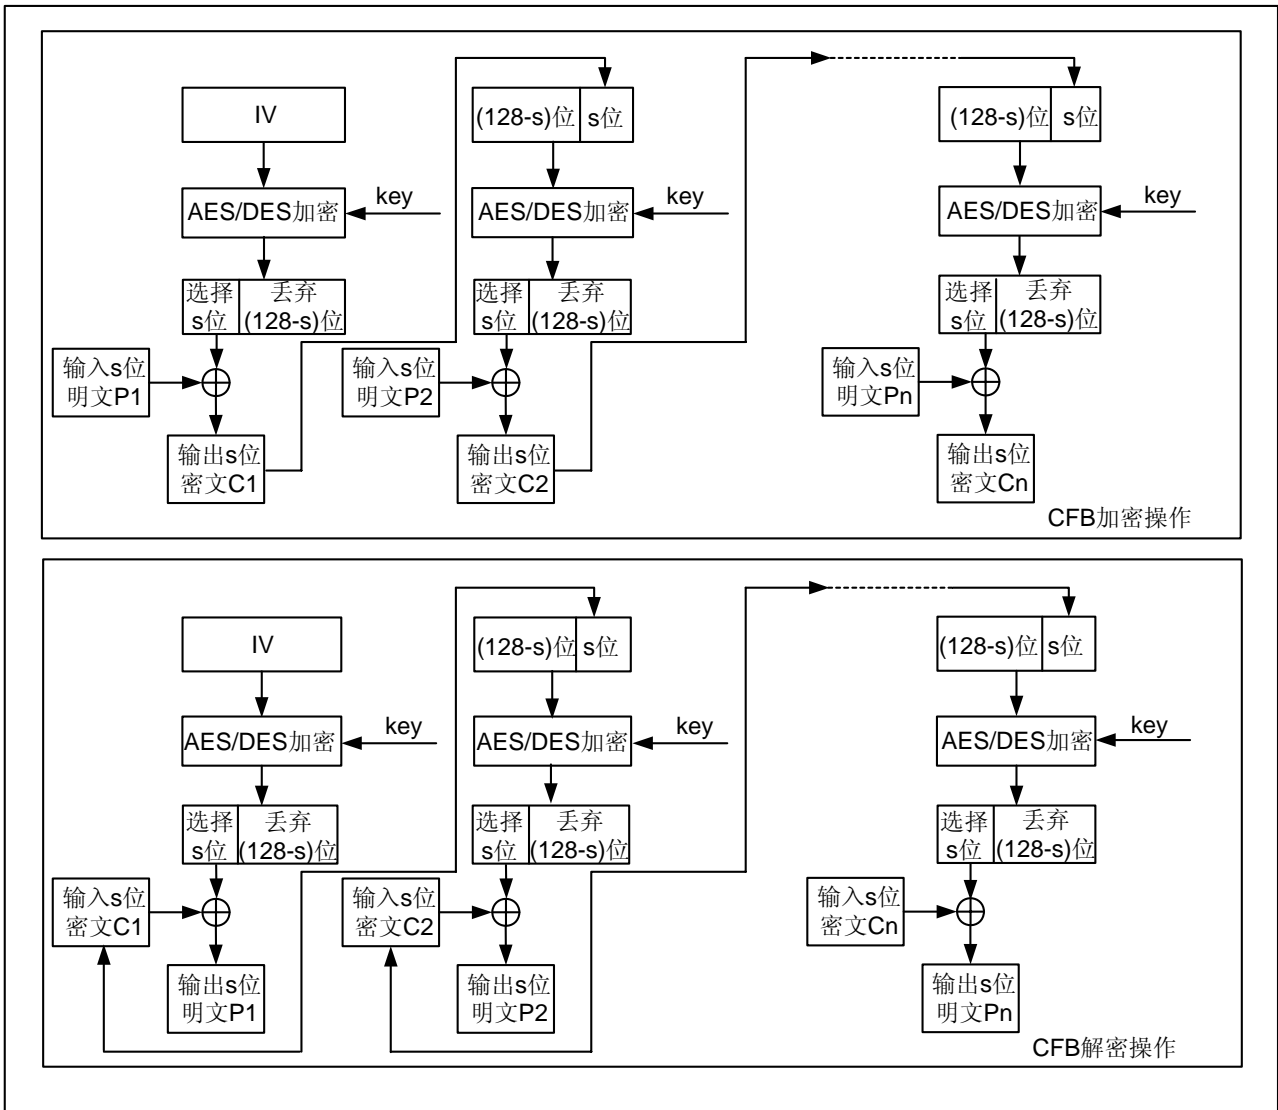 IV
(128-s)位 s位
(128-s)位 s位
AES/DES加密
key
AES/DES加密
key
AES/DES加密
key
选择
s位
丢弃
(128-s)位
选择
s位
丢弃
(128-s)位
选择
s位
丢弃
(128-s)位
输入s位
明文P1
输入s位
明文P2
输入s位
明文Pn
输出s位
密文C1
输出s位
密文C2
输出s位
密文Cn
CFB加密操作
IV
(128-s)位 s位
(128-s)位 s位
AES/DES加密
key
AES/DES加密
key
AES/DES加密
key
选择
s位
丢弃
(128-s)位
选择
s位
丢弃
(128-s)位
选择
s位
丢弃
(128-s)位
输入s位
密文C1
输入s位
密文C2
输入s位
密文Cn
输出s位
明文P1
输出s位
明文P2
输出s位
明文Pn
CFB解密操作